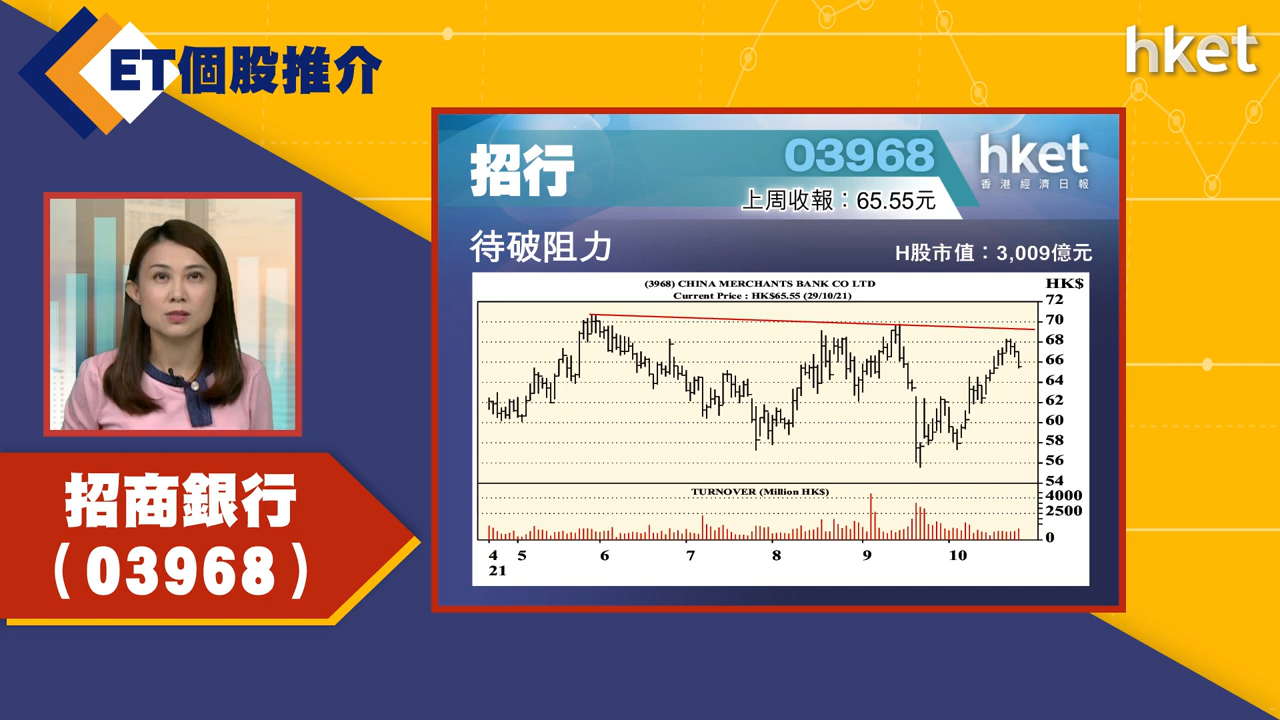 ET個股推介
hket
招行
03968
hket
香港經濟日報
上周收報：65.55元
待破阻力
H股市值：3,009億元
(3968) CHINA MERCHANTS BANK CO LTD
Current Price : HK$65.55 (29/10/21)
HK$
72
70
68
66
64
62
60
58
56
54
TURNOVER (Million HK$)
4000
2500
0
4 5 6 7 8 9 10
21
招商銀行
（03968）